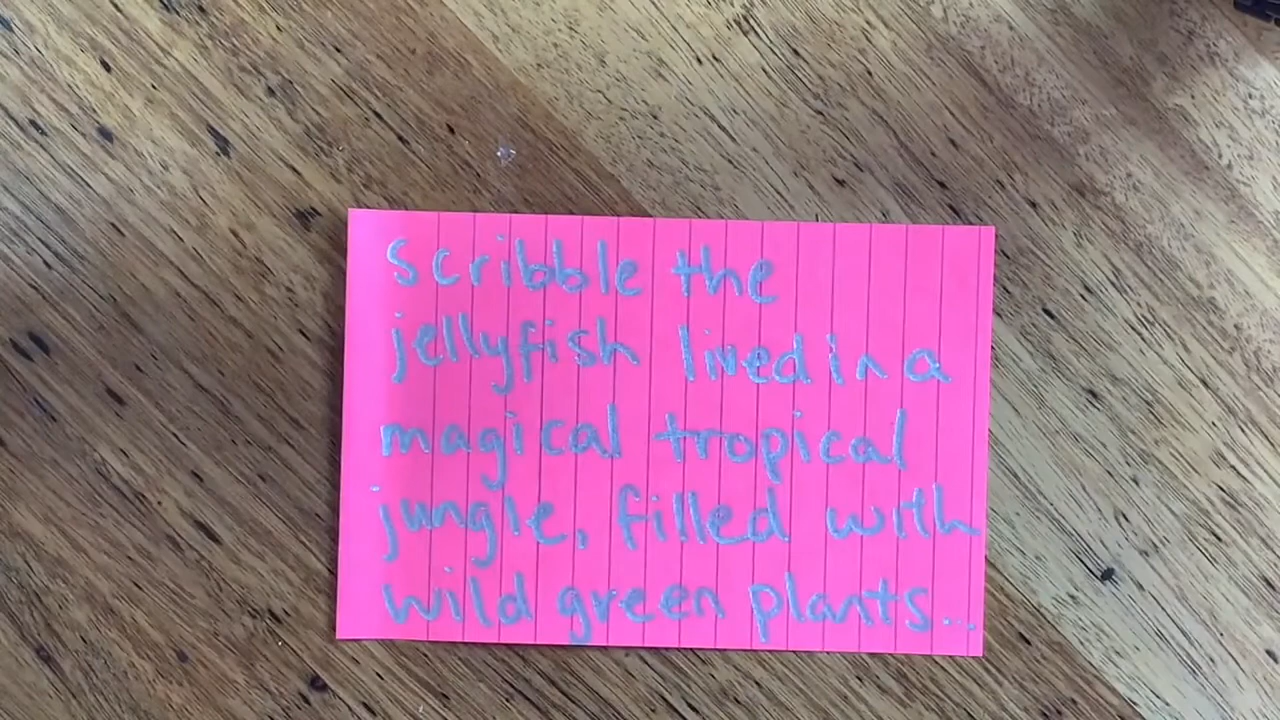 Scribble the
jellyfish lived in a
magical tropical
jungle, filled with
wild green plants...